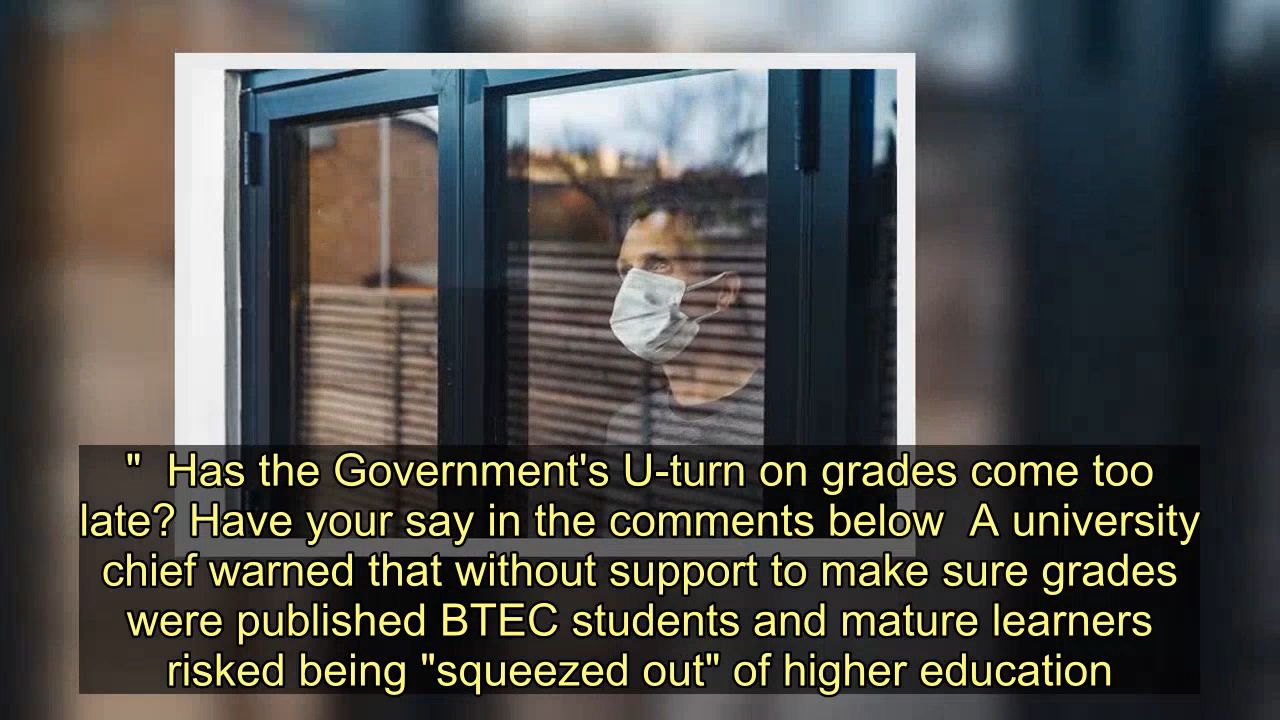 "  Has the Government's U-turn on grades come too
late? Have your say in the comments below  A university
chief warned that without support to make sure grades
were published BTEC students and mature learners
risked being "squeezed out" of higher education